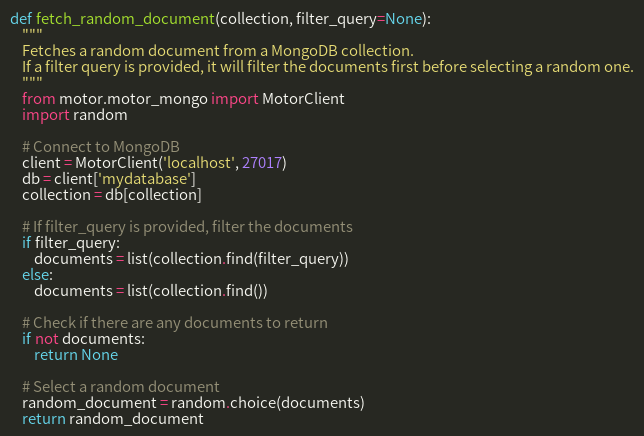 def fetch_random_document(collection, filter_query=None):
    """
    Fetches a random document from a MongoDB collection.
    If a filter query is provided, it will filter the documents first before selecting a random one.
    """
    from motor.motor_mongo import MotorClient
    import random

    # Connect to MongoDB
    client = MotorClient('localhost', 27017)
    db = client['mydatabase']
    collection = db[collection]

    # If filter_query is provided, filter the documents
    if filter_query:
        documents = list(collection.find(filter_query))
    else:
        documents = list(collection.find())

    # Check if there are any documents to return
    if not documents:
        return None

    # Select a random document
    random_document = random.choice(documents)
    return random_document